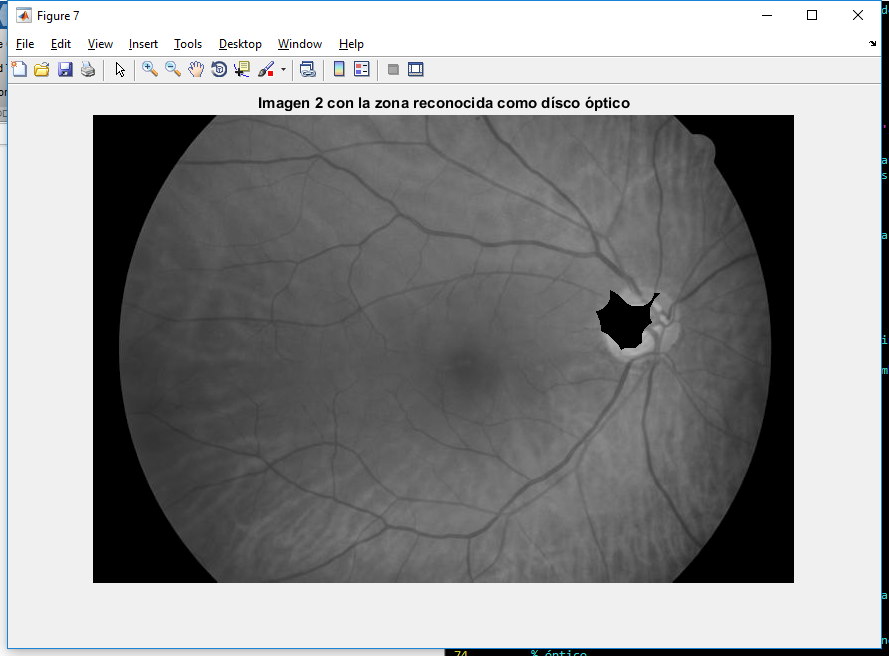 Figure 7
File Edit View Insert Tools Desktop Window Help
Imagen 2 con la zona reconocida como dísco óptico
74 % óptico